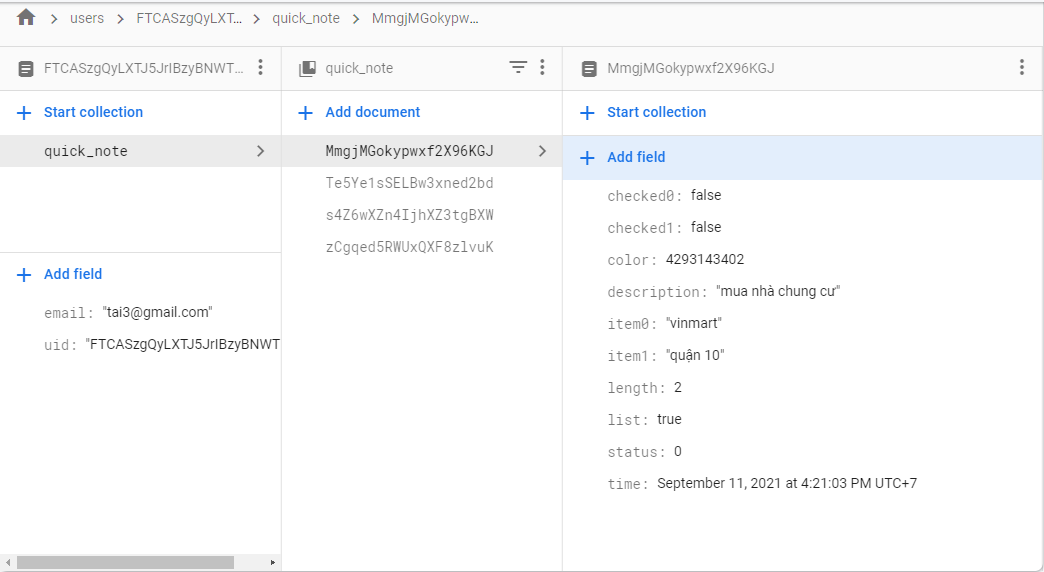 users FTCASzgQyLXT... quick_note MmgjMGokypw...
FTCASzgQyLXTJ5JrIBzyBNWT...
Start collection
quick_note
Add field
email: "tai3@gmail.com"
uid: "FTCASzgQyLXTJ5JrIBzyBNWT
quick_note
Add document
MmgjMGokypwxf2X96KGJ
Te5Ye1sSELBw3xned2bd
s4Z6wXZn4IjhXZ3tgBXW
zCgqed5RWUxQXF8zlvuK
MmgjMGokypwxf2X96KGJ
Start collection
Add field
checked0: false
checked1: false
color: 4293143402
description: "mua nhà chung cư"
item0: "vinmart"
item1: "quận 10"
length: 2
list: true
status: 0
time: September 11, 2021 at 4:21:03 PM UTC+7